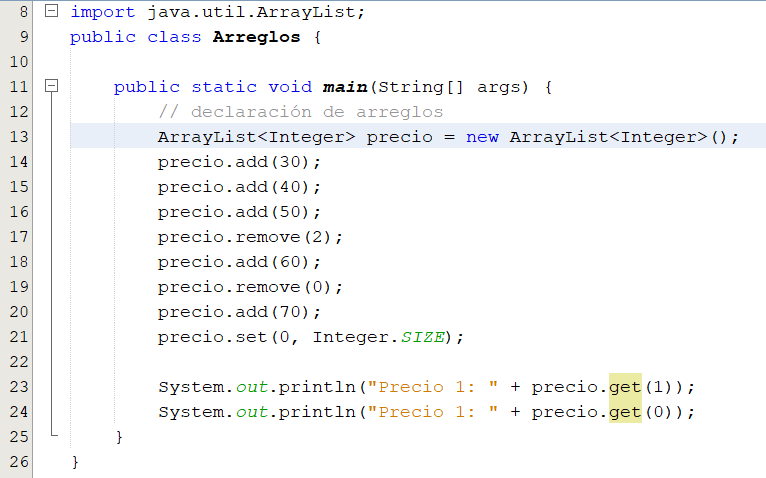 8 import java.util.ArrayList;
9 public class Arreglos {
10
11     public static void main(String[] args) {
12         // declaración de arreglos
13         ArrayList<Integer> precio = new ArrayList<Integer>();
14         precio.add(30);
15         precio.add(40);
16         precio.add(50);
17         precio.remove(2);
18         precio.add(60);
19         precio.remove(0);
20         precio.add(70);
21         precio.set(0, Integer.SIZE);
22
23         System.out.println("Precio 1: " + precio.get(1));
24         System.out.println("Precio 1: " + precio.get(0));
25     }
26 }